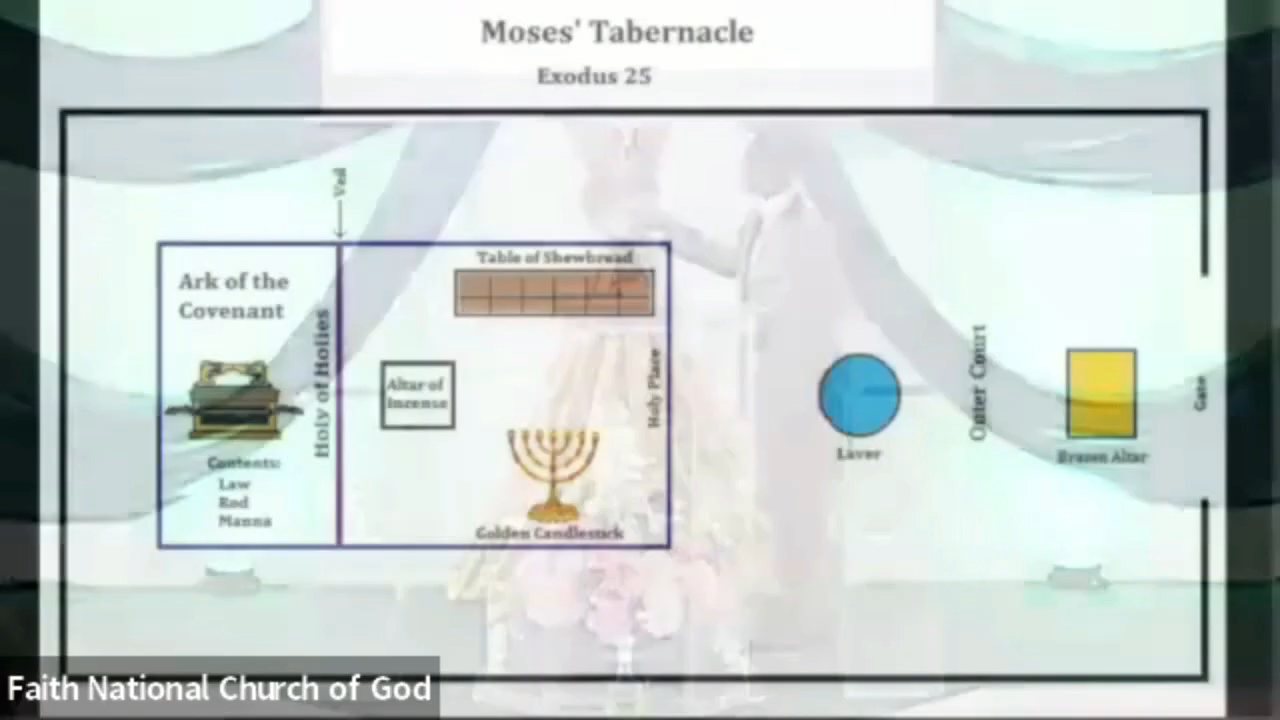 Moses' Tabernacle
Exodus 25
Vail
Ark of the
Covenant
Holy of Holies
Contents:
Law
Rod
Manna
Table of Shewbread
Altar of
Incense
Holy Place
Golden Candlestick
Laver
Outer Court
Brazen Altar
Gate
Faith National Church of God